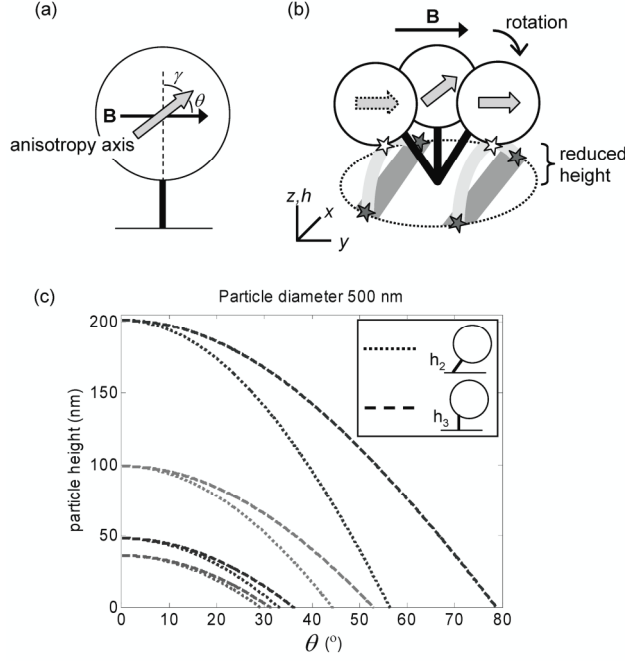 (a)
γ
B
θ
anisotropy axis
(b)
B
rotation
reduced
height
z,h
x
y
(c)
Particle diameter 500 nm
particle height (nm)
200
150
100
50
0
h2
h3
0 10 20 30 40 50 60 70 80
θ (º)